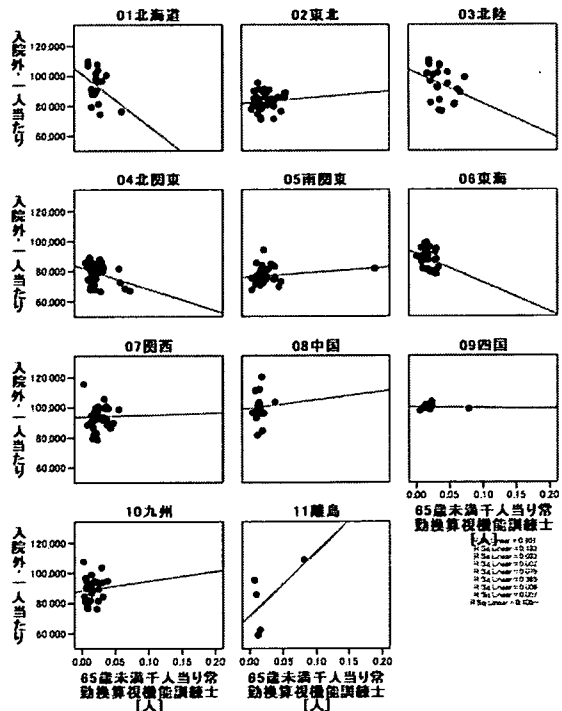 01北海道
02東北
03北陸
入院外・一人当たり
120,000
100,000
80,000
60,000
04北関東
05南関東
06東海
入院外・一人当たり
120,000
100,000
80,000
60,000
07関西
08中国
09四国
入院外・一人当たり
120,000
100,000
80,000
60,000
0.00 0.05 0.10 0.15 0.20
65歳未満千人当り常
勤換算視機能訓練士
[人]
10九州
11離島
入院外・一人当たり
120,000
100,000
80,000
60,000
0.00 0.05 0.10 0.15 0.20
0.00 0.05 0.10 0.15 0.20
65歳未満千人当り常
勤換算視機能訓練士
[人]
65歳未満千人当り常
勤換算視機能訓練士
[人]